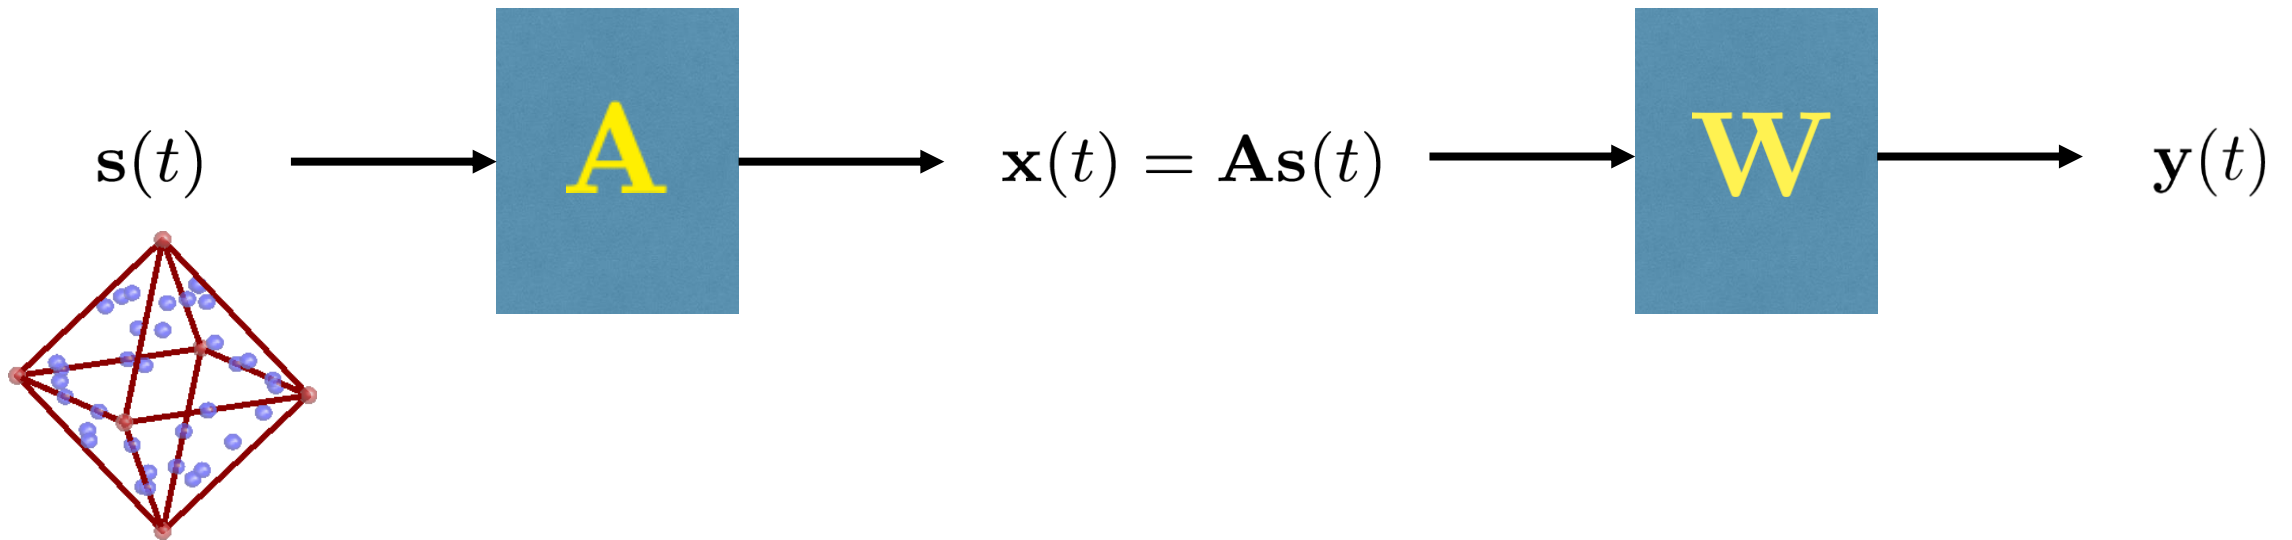 s(t) A x(t) = As(t) W y(t)